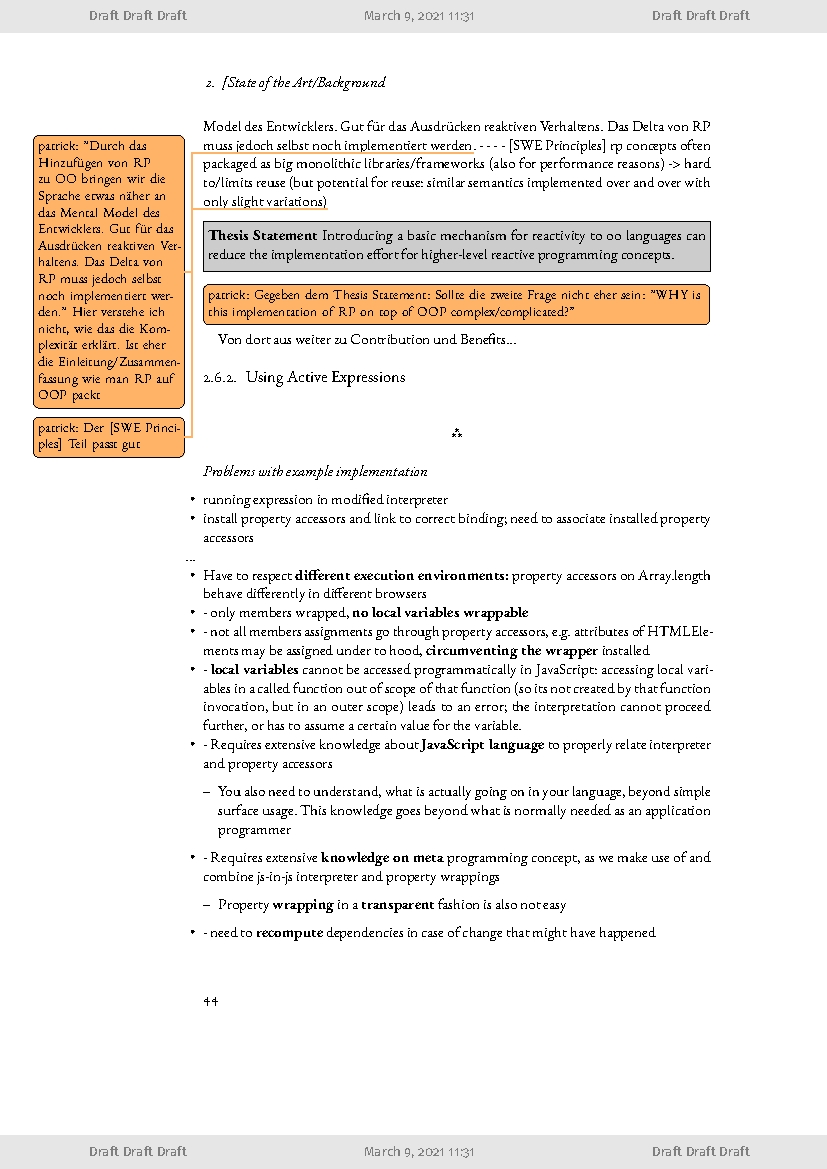 Draft Draft Draft March 9, 2021 11:31 Draft Draft Draft
2. [State of the Art/Background
patrick: "Durch das
Hinzufügen von RP
zu OO bringen wir die
Sprache etwas näher an
das Mental Model des
Entwicklers. Gut für das
Ausdrücken reaktiven Ver-
haltens. Das Delta von
RP muss jedoch selbst
noch implementiert wer-
den." Hier verstehe ich
nicht, wie das die Kom-
plexität erklärt. Ist eher
die Einleitung/Zusammen-
fassung wie man RP auf
OOP packt
patrick: Der [SWE Princi-
ples] Teil passt gut
Model des Entwicklers. Gut für das Ausdrücken reaktiven Verhaltens. Das Delta von RP
muss jedoch selbst noch implementiert werden. - - - - [SWE Principles] rp concepts often
packaged as big monolithic libraries/frameworks (also for performance reasons) -> hard
to/limits reuse (but potential for reuse: similar semantics implemented over and over with
only slight variations)
Thesis Statement Introducing a basic mechanism for reactivity to oo languages can
reduce the implementation effort for higher-level reactive programming concepts.
patrick: Gegeben dem Thesis Statement: Sollte die zweite Frage nicht eher sein: "WHY is
this implementation of RP on top of OOP complex/complicated?"
Von dort aus weiter zu Contribution und Benefits...
2.6.2. Using Active Expressions
⁂
Problems with example implementation
• running expression in modified interpreter
• install property accessors and link to correct binding; need to associate installed property
accessors
...
• Have to respect different execution environments: property accessors on Array.length
behave differently in different browsers
• - only members wrapped, no local variables wrappable
• - not all members assignments go through property accessors, e.g. attributes of HTMLEle-
ments may be assigned under to hood, circumventing the wrapper installed
• - local variables cannot be accessed programmatically in JavaScript: accessing local vari-
ables in a called function out of scope of that function (so its not created by that function
invocation, but in an outer scope) leads to an error; the interpretation cannot proceed
further, or has to assume a certain value for the variable.
• - Requires extensive knowledge about JavaScript language to properly relate interpreter
and property accessors
– You also need to understand, what is actually going on in your language, beyond simple
surface usage. This knowledge goes beyond what is normally needed as an application
programmer
• - Requires extensive knowledge on meta programming concept, as we make use of and
combine js-in-js interpreter and property wrappings
– Property wrapping in a transparent fashion is also not easy
• - need to recompute dependencies in case of change that might have happened
44
Draft Draft Draft March 9, 2021 11:31 Draft Draft Draft